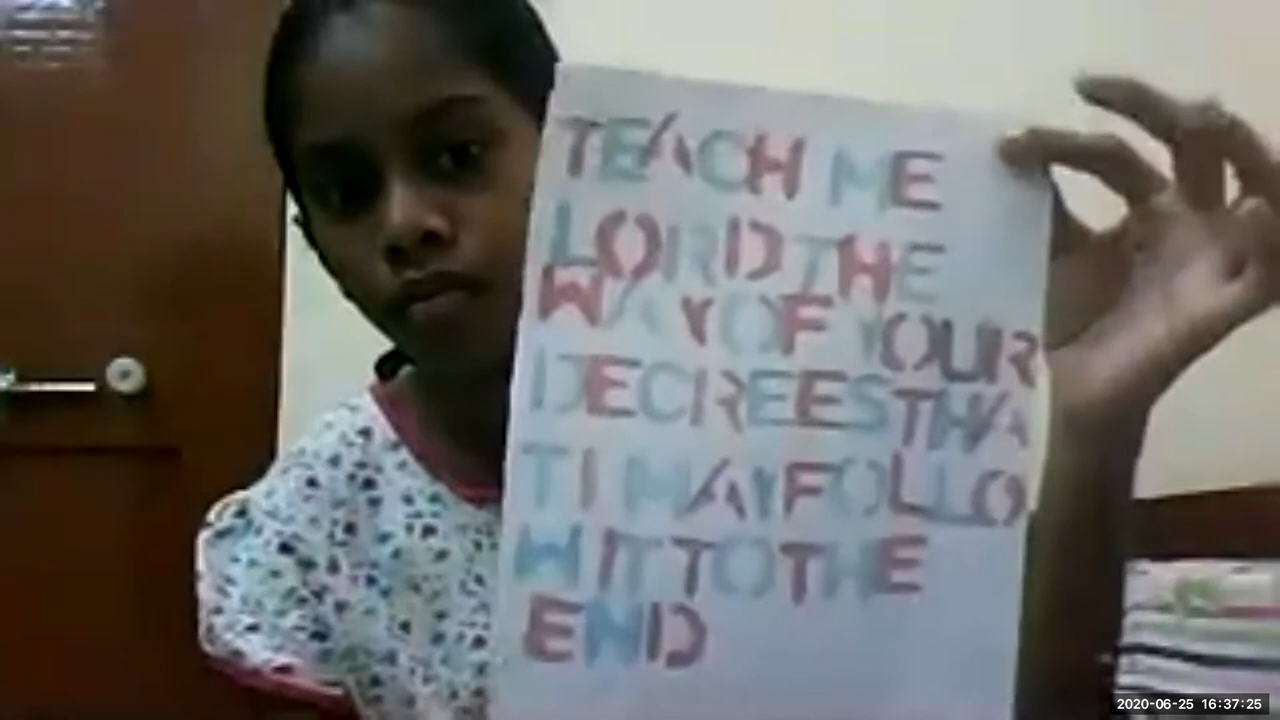 TEACH ME
LORD THE
WAY OF YOUR
DECREES THA
T I MAY FOLLO
W IT TO THE
END
2020-06-25 16:37:25